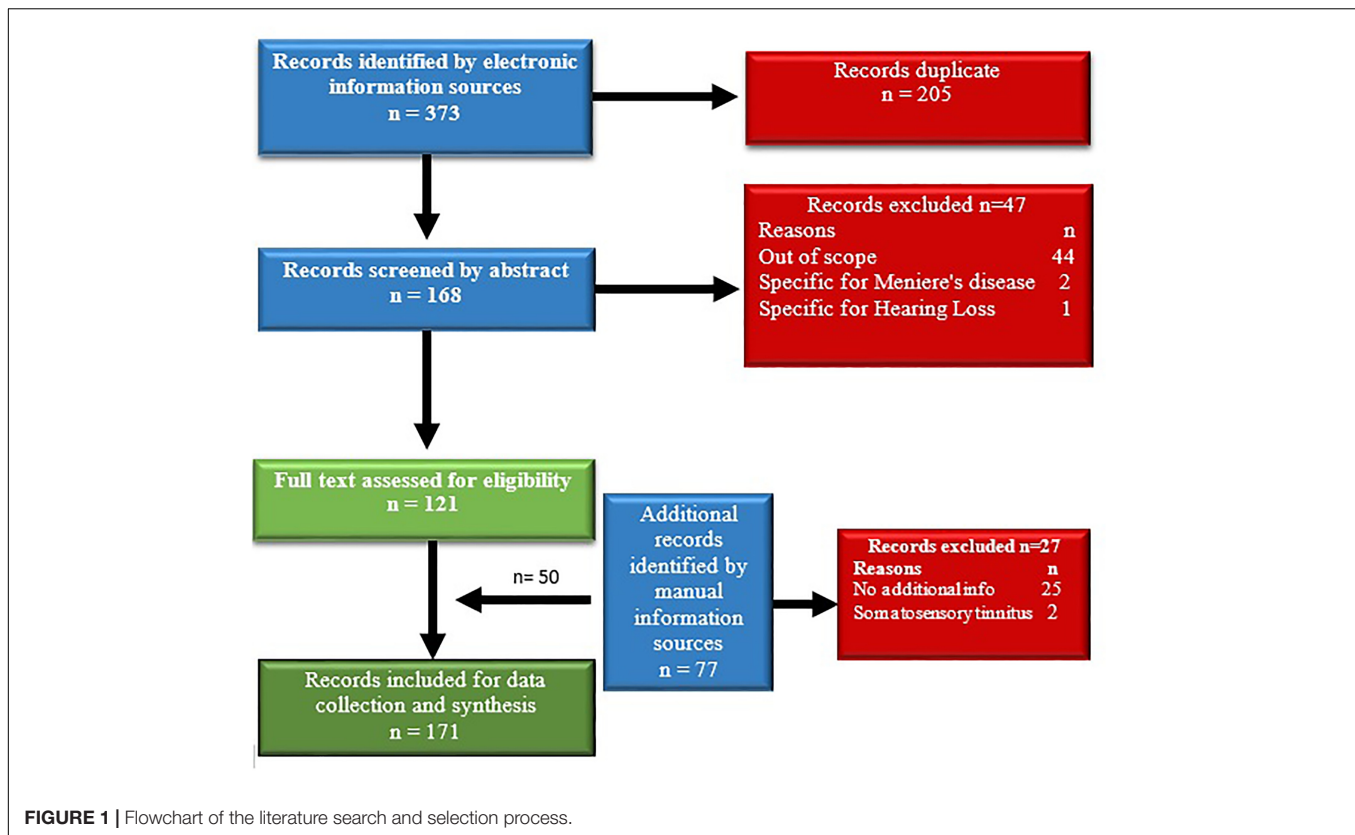 Records identified by electronic
information sources
n = 373
Records duplicate
n = 205
Records screened by abstract
n = 168
Records excluded n=47
Reasons n
Out of scope 44
Specific for Meniere's disease 2
Specific for Hearing Loss 1
Full text assessed for eligibility
n = 121
n= 50
Additional
records
identified by
manual
information
sources
n = 77
Records excluded n=27
Reasons n
No additional info 25
Somatosensory tinnitus 2
Records included for data
collection and synthesis
n = 171
FIGURE 1 | Flowchart of the literature search and selection process.